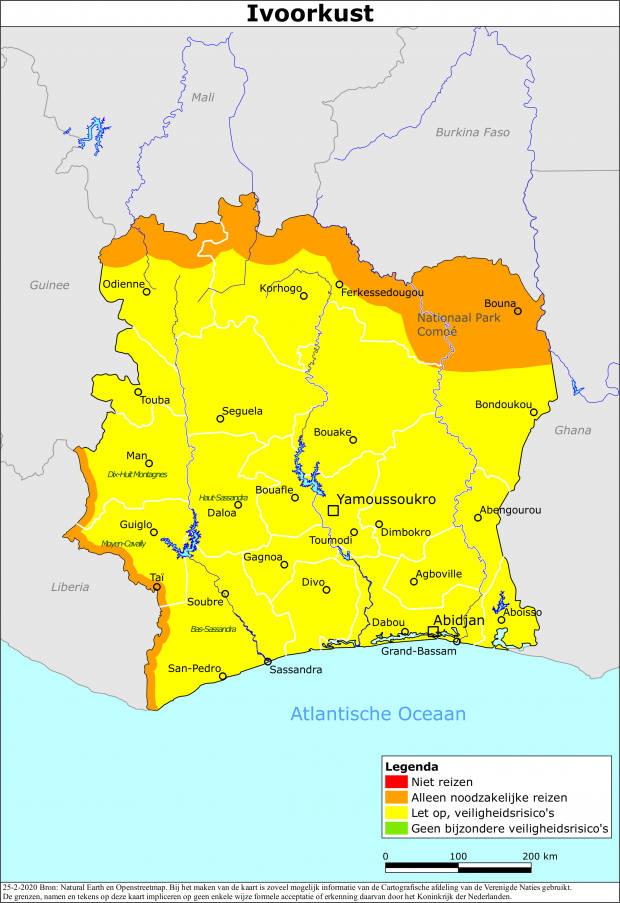 Ivoorkust
Mali
Burkina Faso
Guinee
Odienne
Korhogo
Ferkessedougou
Bouna
Nationaal Park
Comoé
Touba
Seguela
Bondoukou
Bouake
Ghana
Man
Dix-Huit Montagnes
Bouafle
Haut-Sassandra
Yamoussoukro
Daloa
Abengourou
Guiglo
Dimbokro
Toumodi
Moyen-Cavally
Gagnoa
Agboville
Taï
Divo
Liberia
Soubre
Aboisso
Dabou
Abidjan
Bas-Sassandra
Grand-Bassam
San-Pedro
Sassandra
Atlantische Oceaan
Legenda
Niet reizen
Alleen noodzakelijke reizen
Let op, veiligheidsrisico's
Geen bijzondere veiligheidsrisico's
0 100 200 km
25-2-2020 Bron: Natural Earth en Openstreetmap. Bij het maken van de kaart is zoveel mogelijk informatie van de Cartografische afdeling van de Verenigde Naties gebruikt.
De grenzen, namen en tekens op deze kaart impliceren op geen enkele wijze formele acceptatie of erkenning daarvan door het Koninkrijk der Nederlanden.